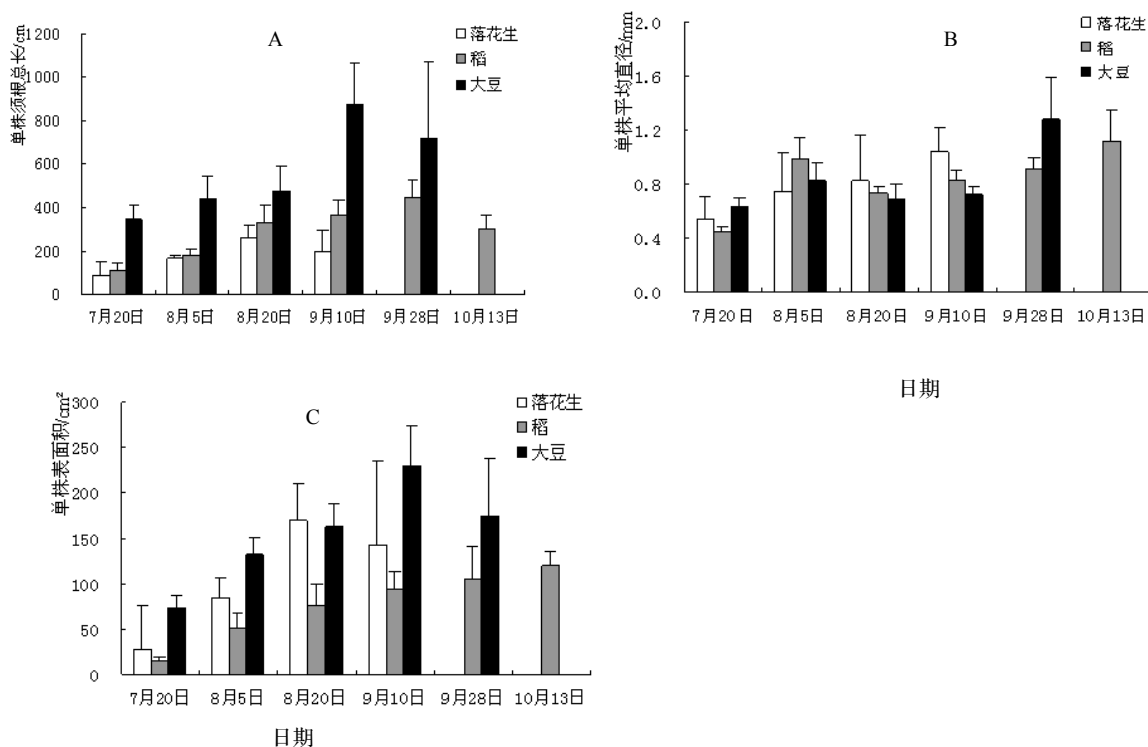 A
单株须根总长/cm
1200
1000
800
600
400
200
0
落花生
稻
大豆
7月20日 8月5日 8月20日 9月10日 9月28日 10月13日
B
单株平均直径/mm
2.0
1.6
1.2
0.8
0.4
0.0
落花生
稻
大豆
7月20日 8月5日 8月20日 9月10日 9月28日 10月13日
日期
C
单株表面积/cm²
300
250
200
150
100
50
0
落花生
稻
大豆
7月20日 8月5日 8月20日 9月10日 9月28日 10月13日
日期